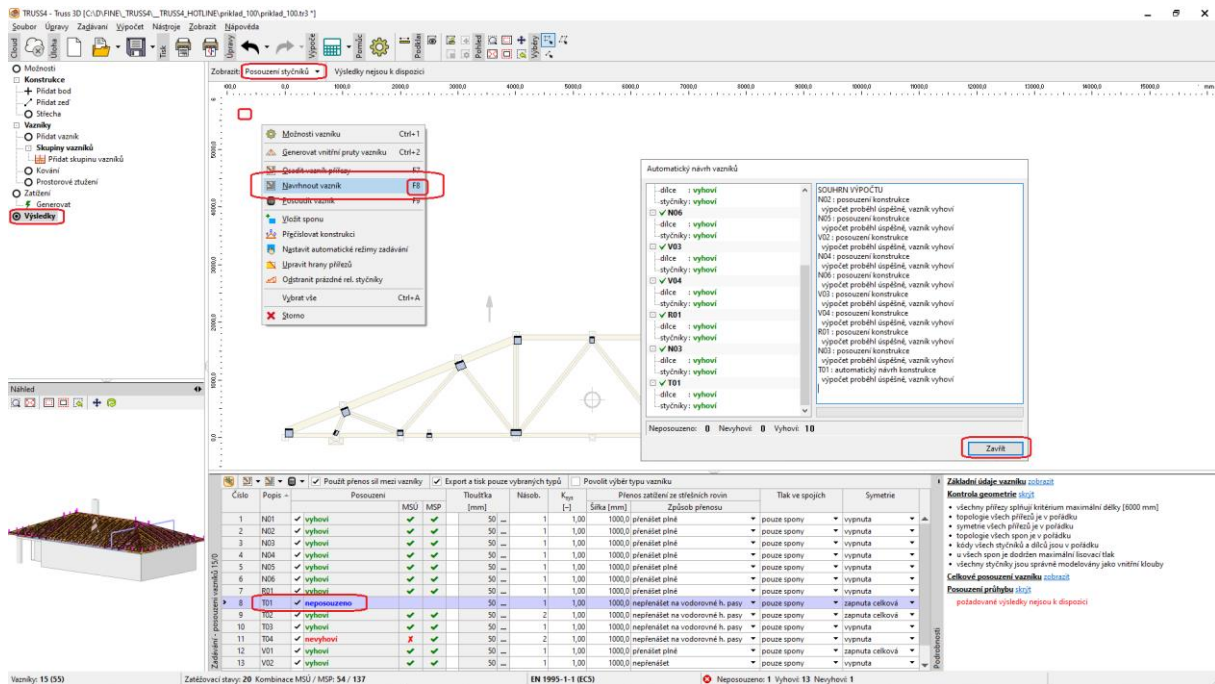 TRUSS4 - Truss 3D [C:\D\FINE\_TRUSS4\__TRUSS4_HOTLINE\priklad_100\priklad_100.tr3 *]
Soubor Úpravy Zadávání Výpočet Nástroje Zobrazit Nápověda
Cloud Úloha Tisk Úpravy Výpočet Pomůc Podklad Pohled Výběry
Možnosti
Konstrukce
Přidat bod
Přidat zeď
Střecha
Vazníky
Přidat vazník
Skupiny vazníků
Přidat skupinu vazníků
Kování
Prostorové ztužení
Zatížení
Generovat
Výsledky
Zobrazit: Posouzení styčníků Výsledky nejsou k dispozici
Možnosti vazníku Ctrl+1
Generovat vnitřní pruty vazníku Ctrl+2
Osadit vazník přířezy F7
Navrhnout vazník F8
Posoudit vazník F9
Vložit sponu
Přečíslovat konstrukci
Nastavit automatické režimy zadávání
Upravit hrany přířezů
Odstranit prázdné rel. styčníky
Vybrat vše Ctrl+A
Storno
Automatický návrh vazníků
dílce : vyhoví
styčníky: vyhoví
N06
dílce : vyhoví
styčníky: vyhoví
V03
dílce : vyhoví
styčníky: vyhoví
V04
dílce : vyhoví
styčníky: vyhoví
R01
dílce : vyhoví
styčníky: vyhoví
N03
dílce : vyhoví
styčníky: vyhoví
T01
dílce : vyhoví
styčníky: vyhoví
SOUHRN VÝPOČTU
N02 : posouzení konstrukce
výpočet proběhl úspěšně, vazník vyhoví
N05 : posouzení konstrukce
výpočet proběhl úspěšně, vazník vyhoví
V02 : posouzení konstrukce
výpočet proběhl úspěšně, vazník vyhoví
N04 : posouzení konstrukce
výpočet proběhl úspěšně, vazník vyhoví
N06 : posouzení konstrukce
výpočet proběhl úspěšně, vazník vyhoví
V03 : posouzení konstrukce
výpočet proběhl úspěšně, vazník vyhoví
V04 : posouzení konstrukce
výpočet proběhl úspěšně, vazník vyhoví
R01 : posouzení konstrukce
výpočet proběhl úspěšně, vazník vyhoví
N03 : posouzení konstrukce
výpočet proběhl úspěšně, vazník vyhoví
T01 : automatický návrh konstrukce
výpočet proběhl úspěšně, vazník vyhoví
Neposouzeno: 0 Nevyhoví: 0 Vyhoví: 10
Zavřít
Náhled
Použít přenos sil mezi vazníky Export a tisk pouze vybraných typů Povolit výběr typu vazníku
Číslo Popis Posouzení Tloušťka Násob. Ksys Přenos zatížení ze střešních rovin Tlak ve spojích Symetrie
MSÚ MSP [mm] [-] Šířka [mm] Způsob přenosu
1 N01 vyhoví 50 ... 1 1,00 1000,0 přenášet plně pouze spony vypnuta
2 N02 vyhoví 50 ... 1 1,00 1000,0 přenášet plně pouze spony vypnuta
3 N03 vyhoví 50 ... 1 1,00 1000,0 přenášet plně pouze spony vypnuta
4 N04 vyhoví 50 ... 1 1,00 1000,0 přenášet plně pouze spony vypnuta
5 N05 vyhoví 50 ... 1 1,00 1000,0 přenášet plně pouze spony vypnuta
6 N06 vyhoví 50 ... 1 1,00 1000,0 přenášet plně pouze spony vypnuta
7 R01 vyhoví 50 ... 1 1,00 1000,0 přenášet plně pouze spony vypnuta
8 T01 neposouzeno 50 ... 1 1,00 1000,0 nepřenášet na vodorovné h. pasy pouze spony zapnuta celková
9 T02 vyhoví 50 ... 2 1,00 1000,0 nepřenášet na vodorovné h. pasy pouze spony zapnuta celková
10 T03 vyhoví 50 ... 1 1,00 1000,0 nepřenášet na vodorovné h. pasy pouze spony vypnuta
11 T04 nevyhoví 50 ... 2 1,00 1000,0 nepřenášet na vodorovné h. pasy pouze spony vypnuta
12 V01 vyhoví 50 ... 1 1,00 1000,0 nepřenášet na vodorovné h. pasy pouze spony zapnuta celková
13 V02 vyhoví 50 ... 1 1,00 1000,0 nepřenášet pouze spony vypnuta
Zadávání - posouzení vazníků 15/0
Podrobnosti
Základní údaje vazníku zobrazit
Kontrola geometrie skrýt
všechny přířezy splňují kritérium maximální délky [6000 mm]
topologie všech přířezů je v pořádku
symetrie všech přířezů je v pořádku
topologie všech spon je v pořádku
kódy všech styčníků a dílců jsou v pořádku
u všech spon je dodržen maximální lisovací tlak
všechny styčníky jsou správně modelovány jako vnitřní klouby
Celkové posouzení vazníku zobrazit
Posouzení průhybu skrýt
požadované výsledky nejsou k dispozici
Vazníky: 15 (55) Zatěžovací stavy: 20 Kombinace MSÚ / MSP: 54 / 137 EN 1995-1-1 (EC5) Neposouzeno: 1 Vyhoví: 13 Nevyhoví: 1